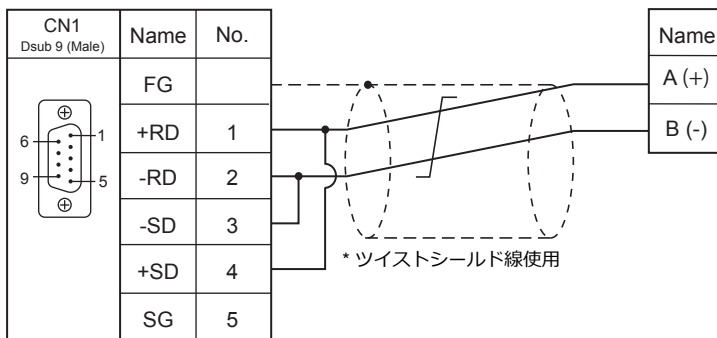 CN1
Dsub 9 (Male)
Name
No.
Name
FG
A (+)
+RD
1
B (-)
-RD
2
-SD
3
+SD
4
SG
5
6
1
9
5
* ツイストシールド線使用